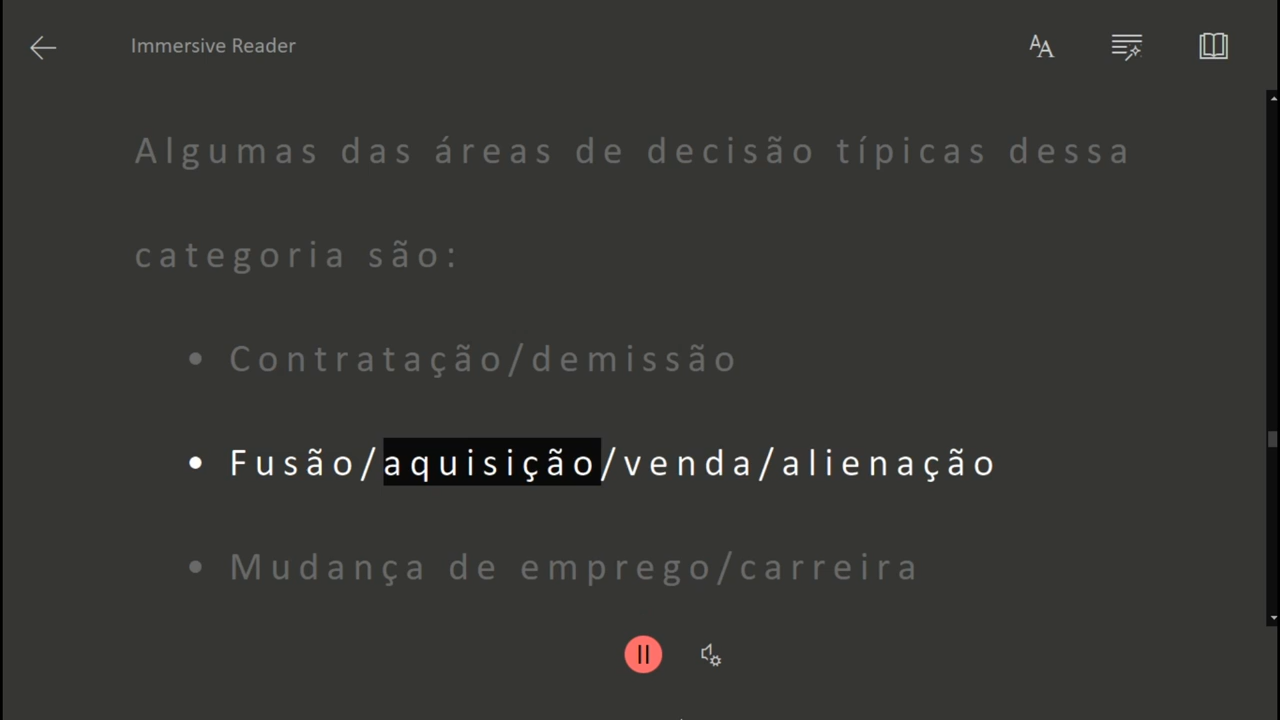 Immersive Reader
Algumas das áreas de decisão típicas dessa
categoria são:
• Contratação/demissão
• Fusão/aquisição/venda/alienação
• Mudança de emprego/carreira